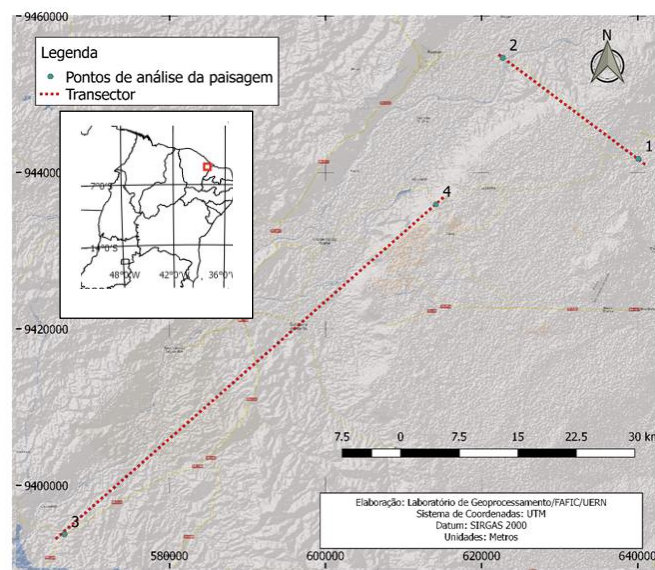 9460000
Legenda
Pontos de análise da paisagem
Transector
N
2
1
944000
4
7°0'S
14°0'S
48°0'W 42°0'W 36°0'W
9420000
7.5 0 7.5 15 22.5 30 km
9400000
3
Elaboração: Laboratório de Geoprocessamento/FAFIC/UERN
Sistema de Coordenadas: UTM
Datum: SIRGAS 2000
Unidades: Metros
580000 600000 620000 640000